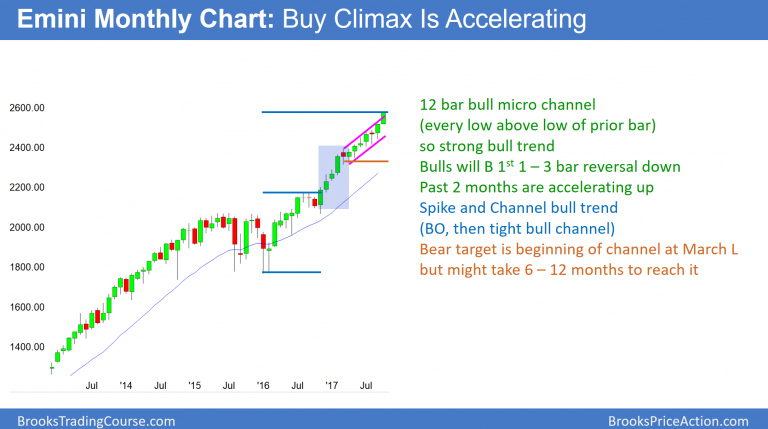 Emini Monthly Chart: Buy Climax Is Accelerating
12 bar bull micro channel
(every low above low of prior bar)
so strong bull trend
Bulls will B 1st 1 – 3 bar reversal down
Past 2 months are accelerating up
Spike and Channel bull trend
(BO, then tight bull channel)
Bear target is beginning of channel at March L
but might take 6 – 12 months to reach it
2600.00
2400.00
2200.00
2000.00
1800.00
1600.00
1400.00
Jul '14 Jul '15 Jul '16 Jul '17 Jul
BrooksTradingCourse.com BrooksPriceAction.com